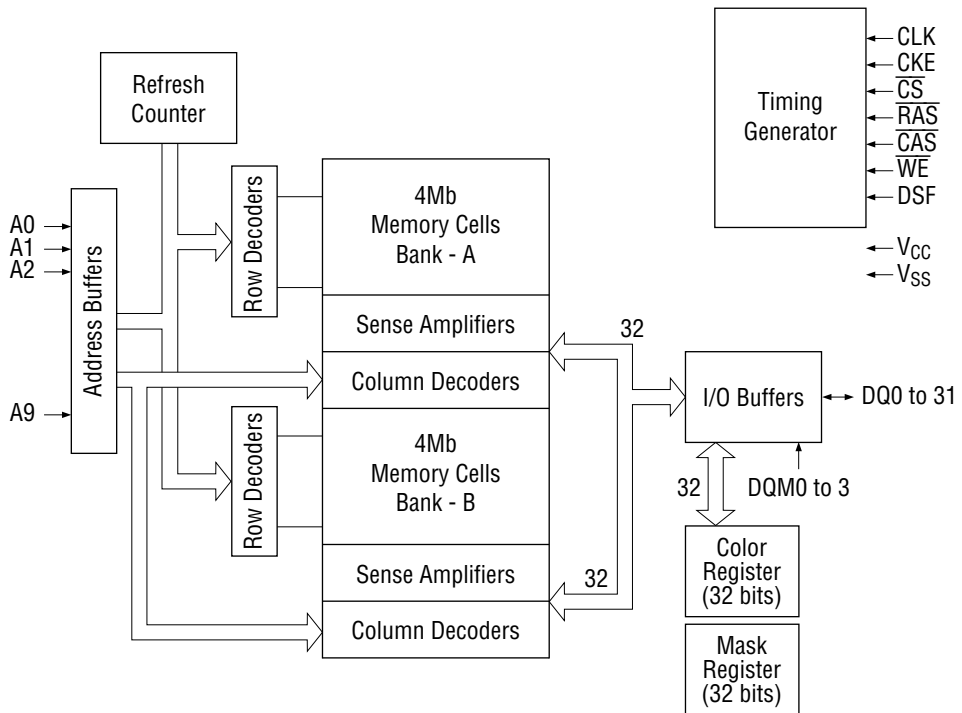 Refresh
Counter
Timing
Generator
CLK
CKE
CS
RAS
CAS
WE
DSF
VCC
VSS
A0
A1
A2
A9
Address Buffers
Row Decoders
4Mb
Memory Cells
Bank - A
Sense Amplifiers
Column Decoders
Row Decoders
4Mb
Memory Cells
Bank - B
Sense Amplifiers
Column Decoders
32
32
I/O Buffers
DQ0 to 31
32
DQM0 to 3
Color
Register
(32 bits)
Mask
Register
(32 bits)